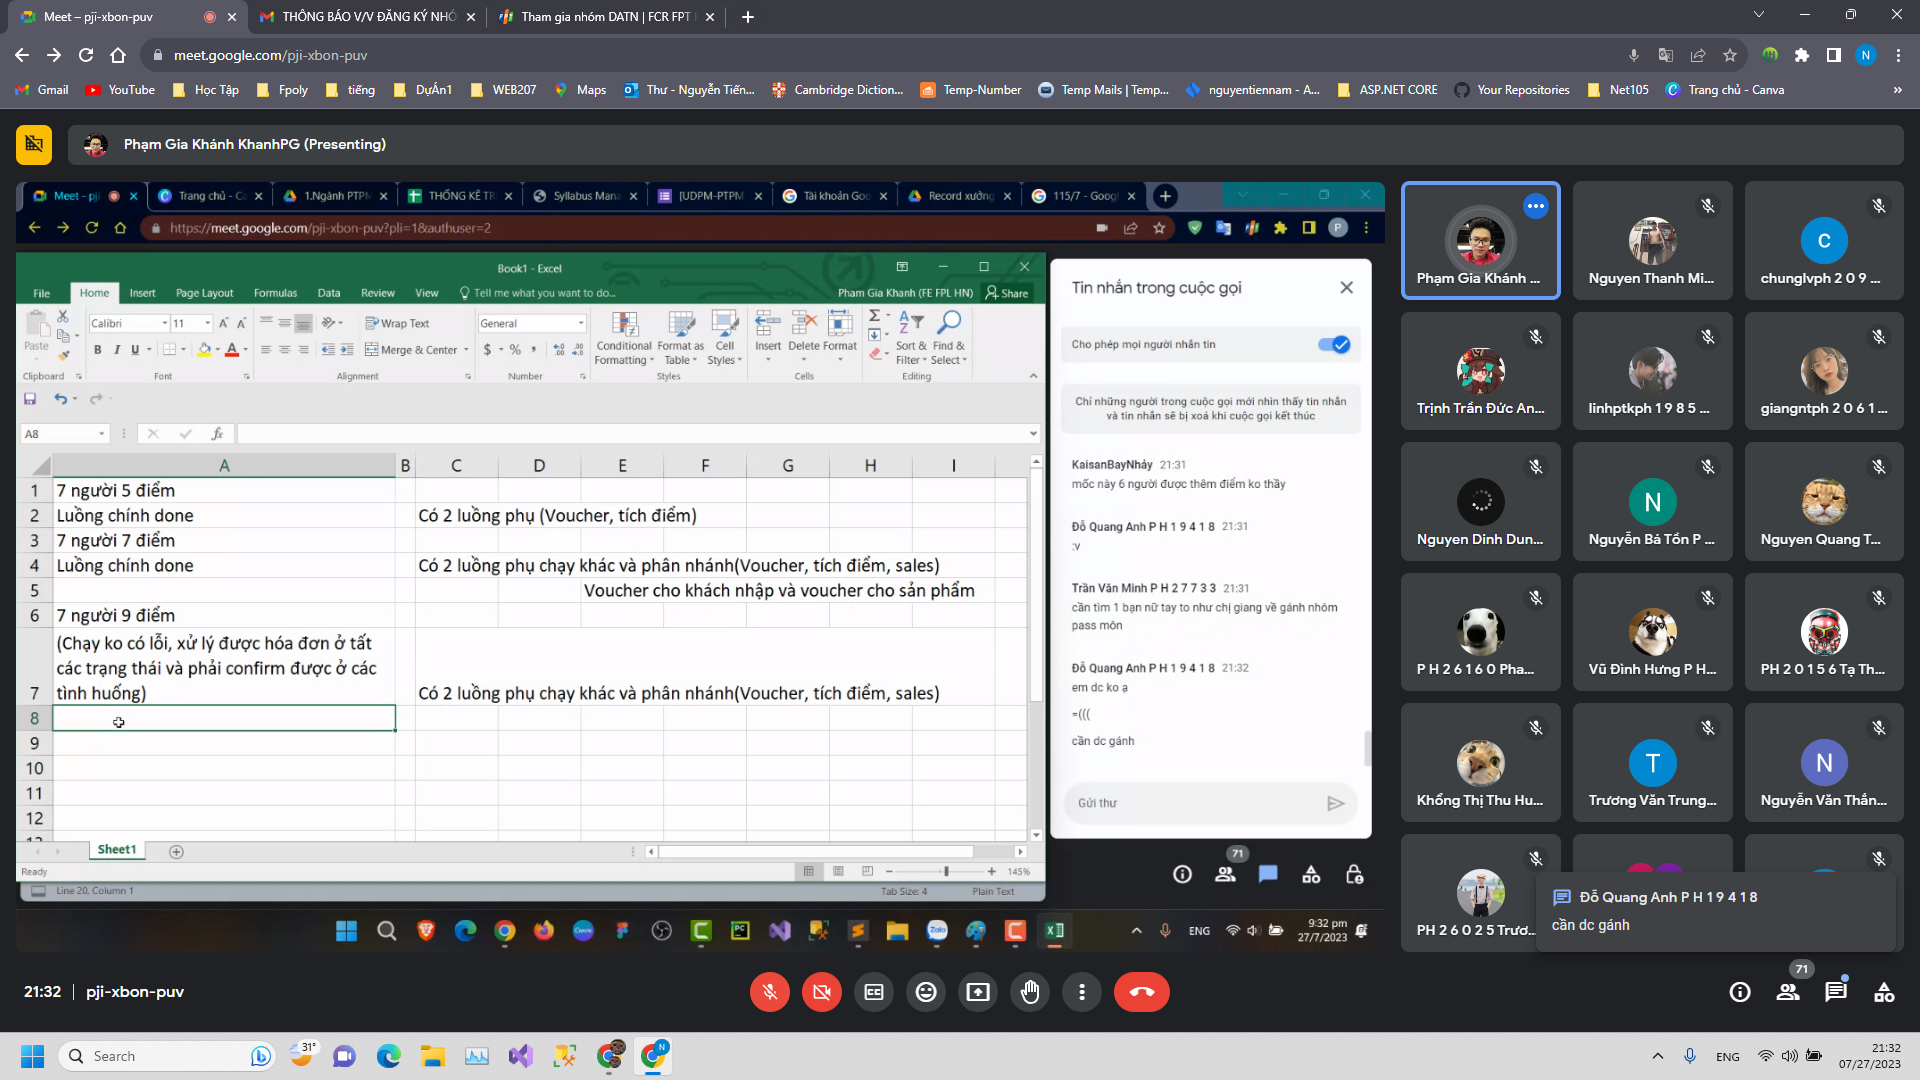 Meet – pji-xbon-puv
THÔNG BÁO V/V ĐĂNG KÝ NHÓ
Tham gia nhóm DATN | FCR FPT
meet.google.com/pji-xbon-puv
N
Gmail
YouTube
Học Tập
Fpoly
tiếng
DựÁn1
WEB207
Maps
Thư - Nguyễn Tiến...
Cambridge Diction...
Temp-Number
Temp Mails | Temp...
nguyentiennam - A...
ASP.NET CORE
Your Repositories
Net105
Trang chủ - Canva
»
Phạm Gia Khánh KhanhPG (Presenting)
Meet - pji
Trang chủ - Ca
1.Ngành PTPM
THỐNG KÊ TR
Syllabus Mana
[UDPM-PTPM
Tài khoản Goo
Record xưởng
115/7 - Googl
https://meet.google.com/pji-xbon-puv?pli=1&authuser=2
P
Book1 - Excel
File
Home
Insert
Page Layout
Formulas
Data
Review
View
Tell me what you want to do...
Pham Gia Khanh (FE FPL HN)
Share
Paste
Calibri
11
B I U
Wrap Text
Merge & Center
General
$ % ,
Conditional Formatting
Format as Table
Cell Styles
Insert
Delete
Format
Sort & Filter
Find & Select
Clipboard
Font
Alignment
Number
Styles
Cells
Editing
A8
fx
A B C D E F G H I
1 7 người 5 điểm
2 Luồng chính done Có 2 luồng phụ (Voucher, tích điểm)
3 7 người 7 điểm
4 Luồng chính done Có 2 luồng phụ chạy khác và phân nhánh(Voucher, tích điểm, sales)
5 Voucher cho khách nhập và voucher cho sản phẩm
6 7 người 9 điểm
(Chạy ko có lỗi, xử lý được hóa đơn ở tất
các trạng thái và phải confirm được ở các
7 tình huống) Có 2 luồng phụ chạy khác và phân nhánh(Voucher, tích điểm, sales)
8
9
10
11
12
Sheet1
Ready
145%
Line 20, Column 1
Tab Size: 4
Plain Text
Tin nhắn trong cuộc gọi
Cho phép mọi người nhắn tin
Chỉ những người trong cuộc gọi mới nhìn thấy tin nhắn
và tin nhắn sẽ bị xoá khi cuộc gọi kết thúc
KaisanBayNhảy 21:31
mốc này 6 người được thêm điểm ko thầy
Đỗ Quang Anh P H 1 9 4 1 8 21:31
:v
Trần Văn Minh P H 2 7 7 3 3 21:31
cần tim 1 bạn nữ tay to như chị giang về gánh nhóm
pass môn
Đỗ Quang Anh P H 1 9 4 1 8 21:32
em dc ko ạ
=(((
cần dc gánh
Gửi thư
71
ENG
9:32 pm
27/7/2023
Phạm Gia Khánh ...
Nguyen Thanh Mi...
C
chunglvph 2 0 9 ...
Trịnh Trần Đức An...
linhptkph 1 9 8 5 ...
giangntph 2 0 6 1 ...
Nguyen Dinh Dun...
N
Nguyễn Bá Tồn P ...
Nguyen Quang T...
P H 2 6 1 6 0 Pha...
Vũ Đình Hưng P H...
PH 2 0 1 5 6 Tạ Th...
Khổng Thị Thu Hu...
T
Trương Văn Trung...
N
Nguyễn Văn Thắn...
PH 2 6 0 2 5 Trươ...
Đỗ Quang Anh P H 1 9 4 1 8
cần dc gánh
21:32 | pji-xbon-puv
71
Search
31°
N
ENG
21:32
07/27/2023